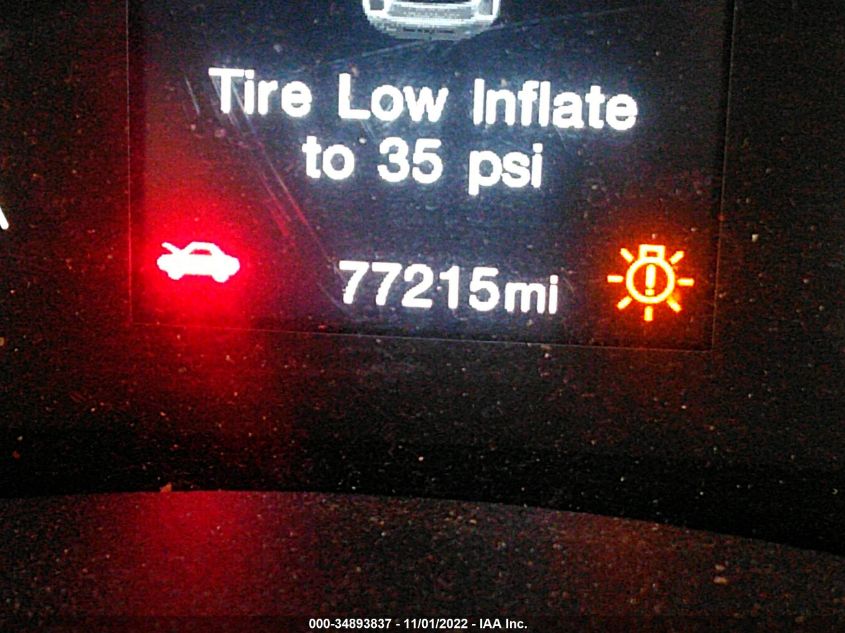 Tire Low Inflate
to 35 psi
77215mi
000-34893837 - 11/01/2022 - IAA Inc.